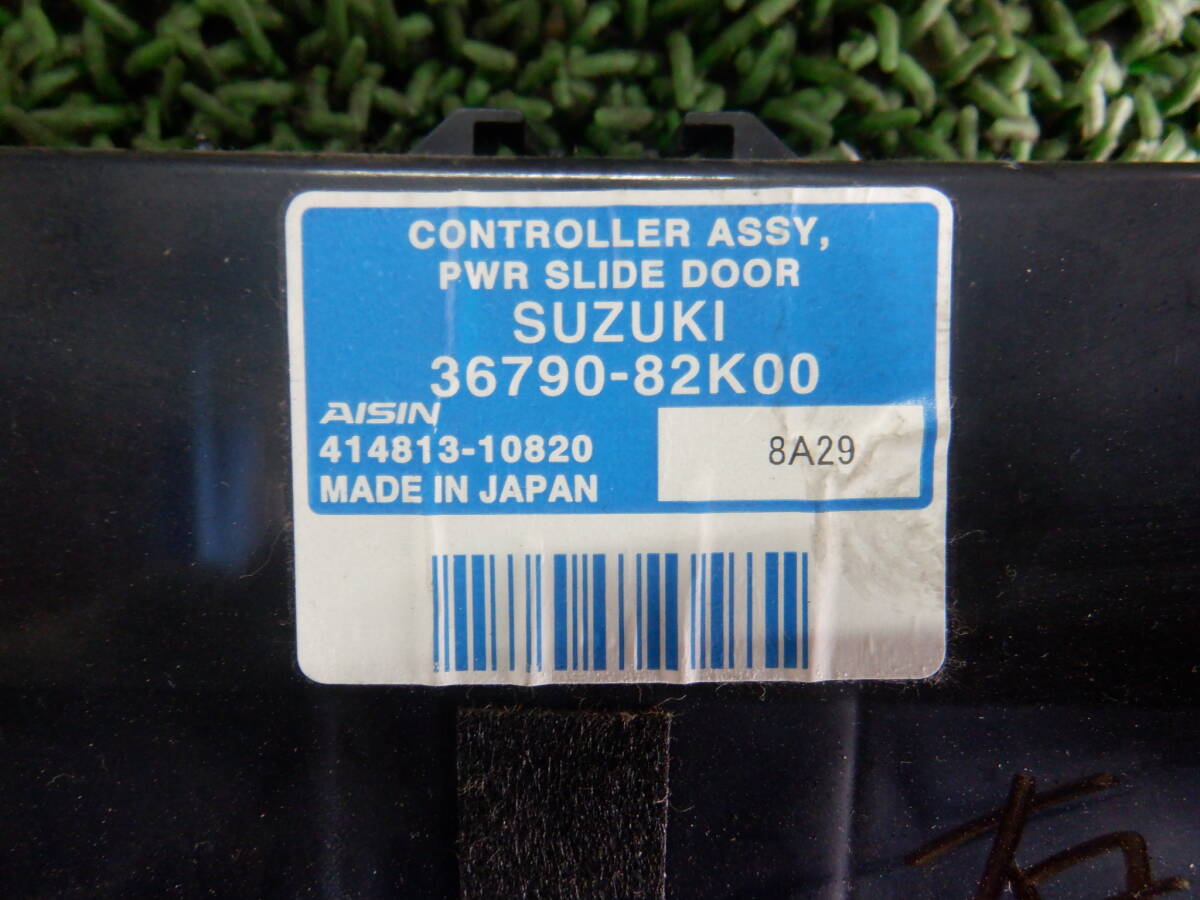 CONTROLLER ASSY,
PWR SLIDE DOOR
SUZUKI
36790-82K00
AISIN
414813-10820
8A29
MADE IN JAPAN